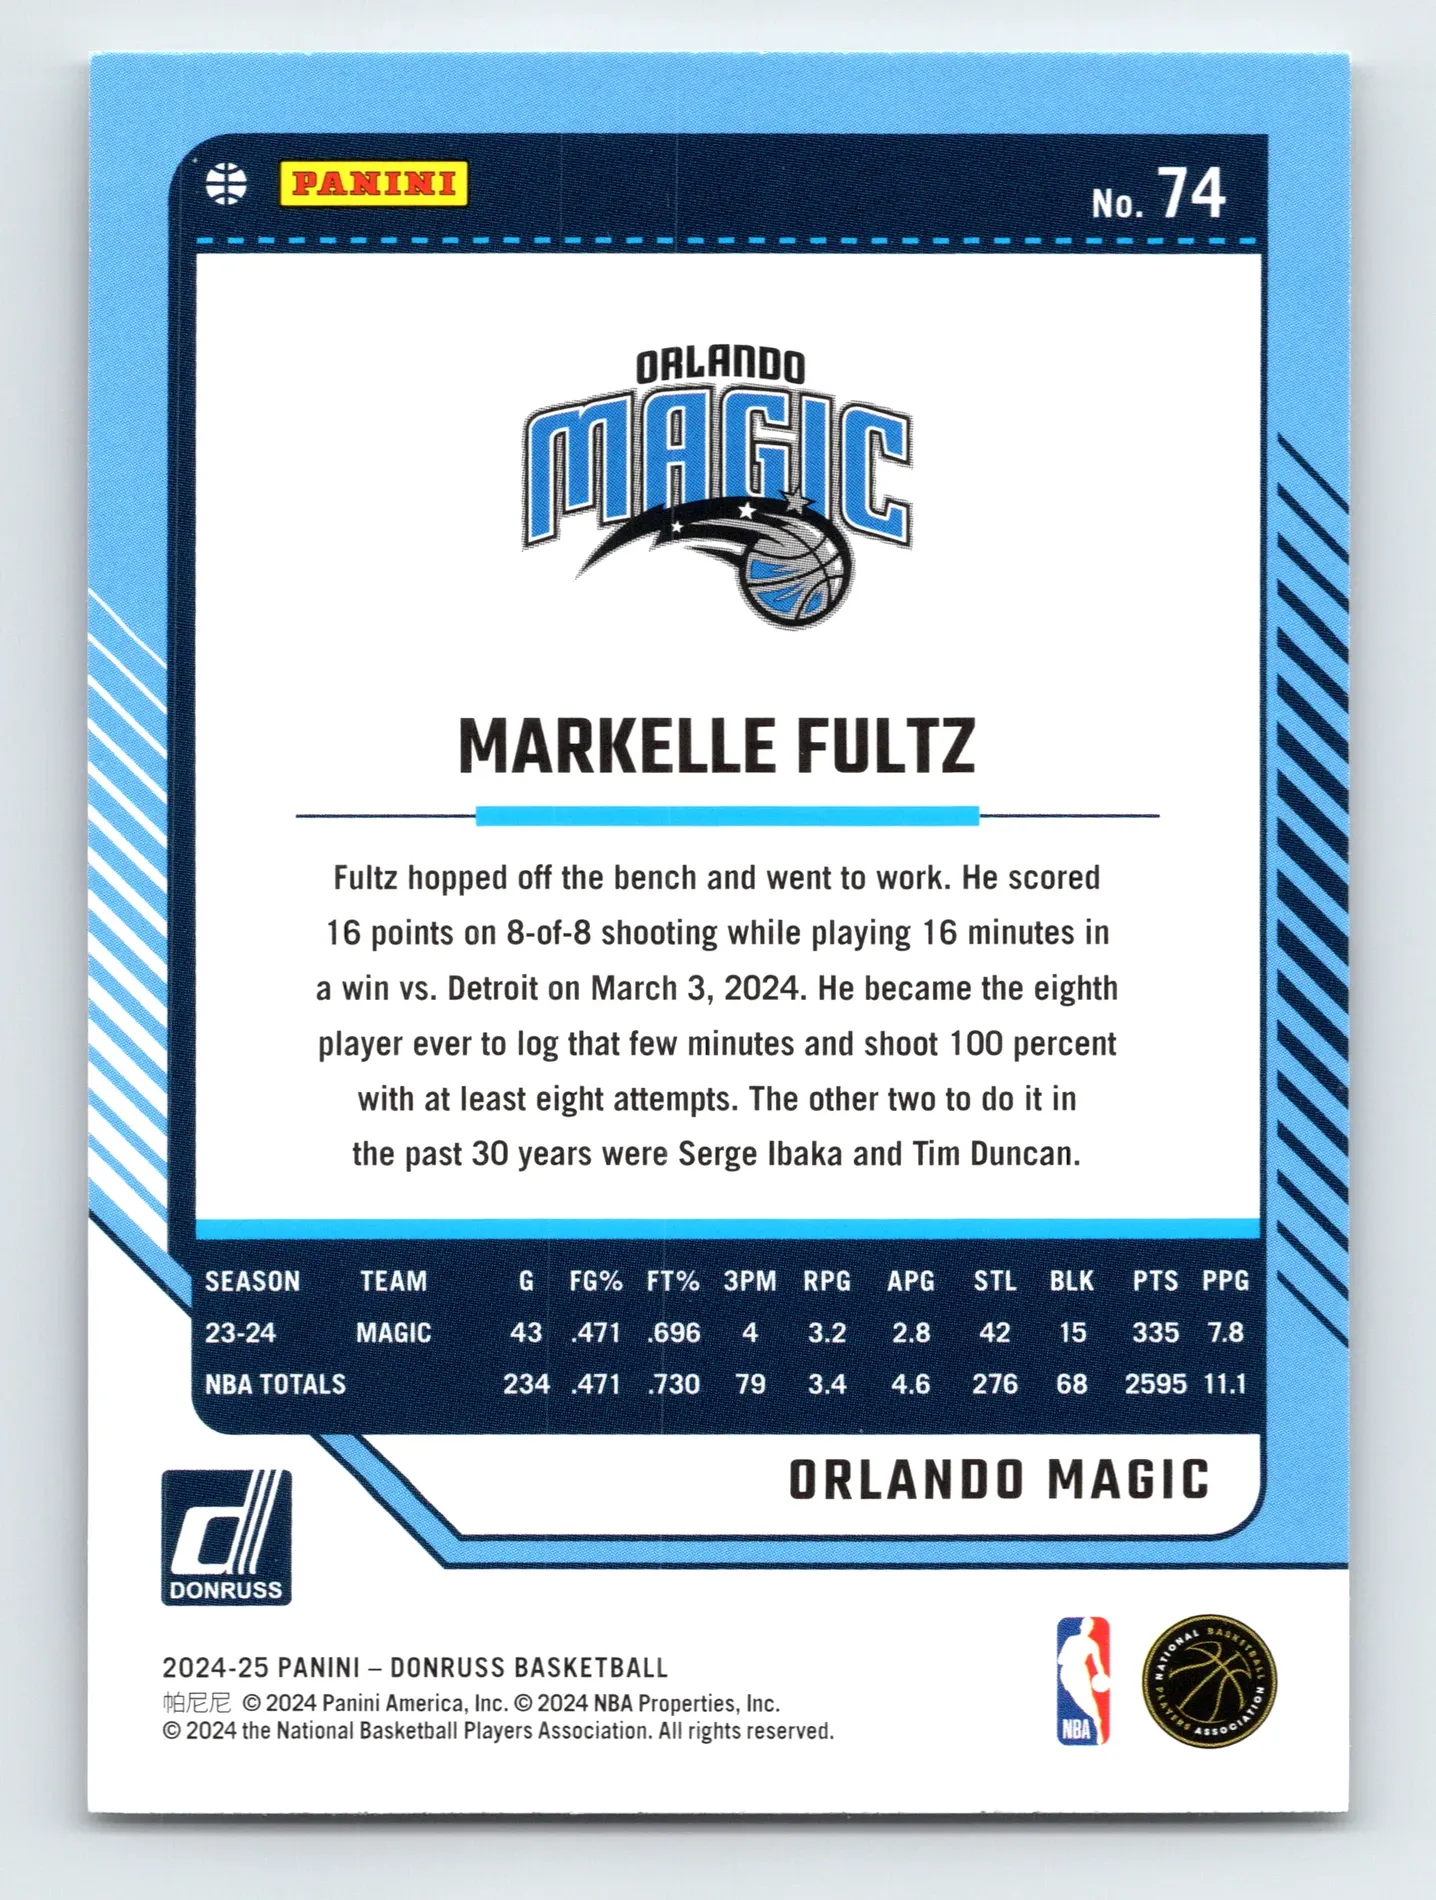 PANINI
No. 74
ORLANDO
MAGIC
MARKELLE FULTZ
Fultz hopped off the bench and went to work. He scored
16 points on 8-of-8 shooting while playing 16 minutes in
a win vs. Detroit on March 3, 2024. He became the eighth
player ever to log that few minutes and shoot 100 percent
with at least eight attempts. The other two to do it in
the past 30 years were Serge Ibaka and Tim Duncan.
SEASON TEAM G FG% FT% 3PM RPG APG STL BLK PTS PPG
23-24 MAGIC 43 .471 .696 4 3.2 2.8 42 15 335 7.8
NBA TOTALS 234 .471 .730 79 3.4 4.6 276 68 2595 11.1
ORLANDO MAGIC
d
DONRUSS
2024-25 PANINI – DONRUSS BASKETBALL
帕尼尼 © 2024 Panini America, Inc. © 2024 NBA Properties, Inc.
© 2024 the National Basketball Players Association. All rights reserved.
NBA
NATIONAL BASKETBALL PLAYERS ASSOCIATION